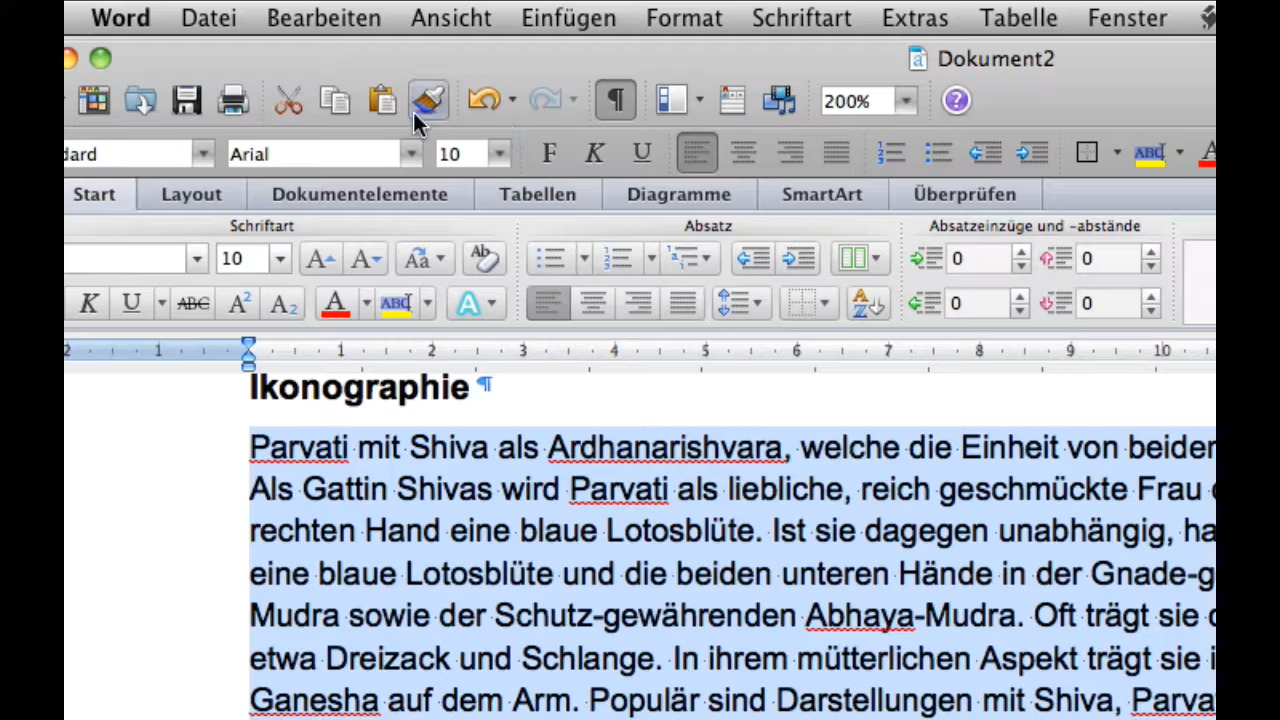 Word Datei Bearbeiten Ansicht Einfügen Format Schriftart Extras Tabelle Fenster
Dokument2
200% ?
dard Arial 10 F K U ABC A
Start Layout Dokumentelemente Tabellen Diagramme SmartArt Überprüfen
Schriftart Absatz Absatzeinzüge und -abstände
10 A A Aa Ab 0 0
K U ABC A2 A2 A ABC A A Z 0 0
2 1 1 2 3 4 5 6 7 8 9 10
Ikonographie ¶
Parvati mit Shiva als Ardhanarishvara, welche die Einheit von beiden
Als Gattin Shivas wird Parvati als liebliche, reich geschmückte Frau
rechten Hand eine blaue Lotosblüte. Ist sie dagegen unabhängig, ha
eine blaue Lotosblüte und die beiden unteren Hände in der Gnade-g
Mudra sowie der Schutz-gewährenden Abhaya-Mudra. Oft trägt sie
etwa Dreizack und Schlange. In ihrem mütterlichen Aspekt trägt sie i
Ganesha auf dem Arm. Populär sind Darstellungen mit Shiva, Parva